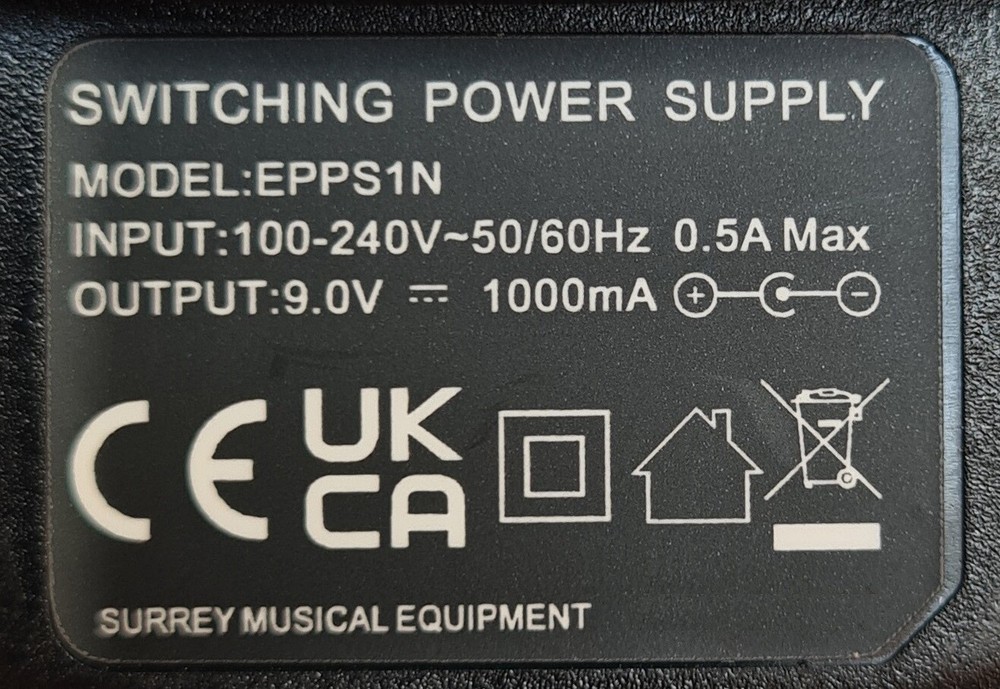 SWITCHING POWER SUPPLY
MODEL:EPPS1N
INPUT:100-240V~50/60Hz 0.5A Max
OUTPUT:9.0V ⎓ 1000mA
CE
UK
CA
SURREY MUSICAL EQUIPMENT